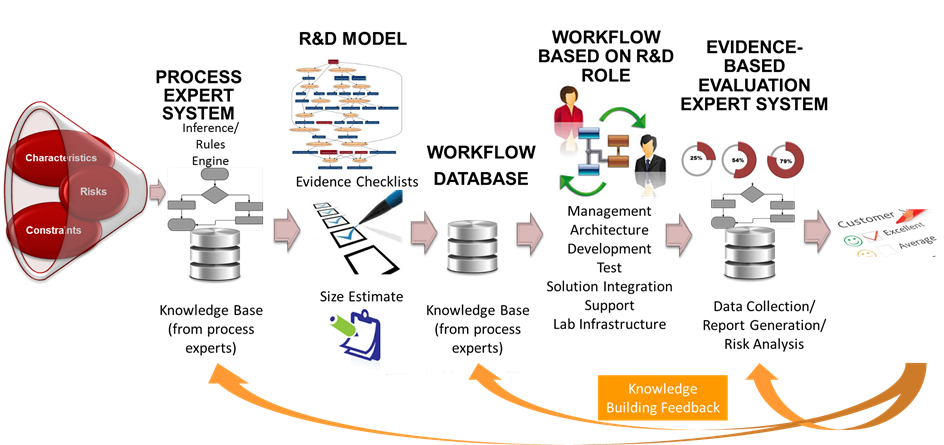 Characteristics
Risks
Constraints
PROCESS
EXPERT
SYSTEM
Inference/
Rules
Engine
Knowledge Base
(from process
experts)
R&D MODEL
Evidence Checklists
Size Estimate
WORKFLOW
DATABASE
Knowledge Base
(from process
experts)
WORKFLOW
BASED ON R&D
ROLE
Management
Architecture
Development
Test
Solution Integration
Support
Lab Infrastructure
EVIDENCE-
BASED
EVALUATION
EXPERT SYSTEM
25%
54%
79%
Data Collection/
Report Generation/
Risk Analysis
Customer
Excellent
Average
Knowledge
Building Feedback